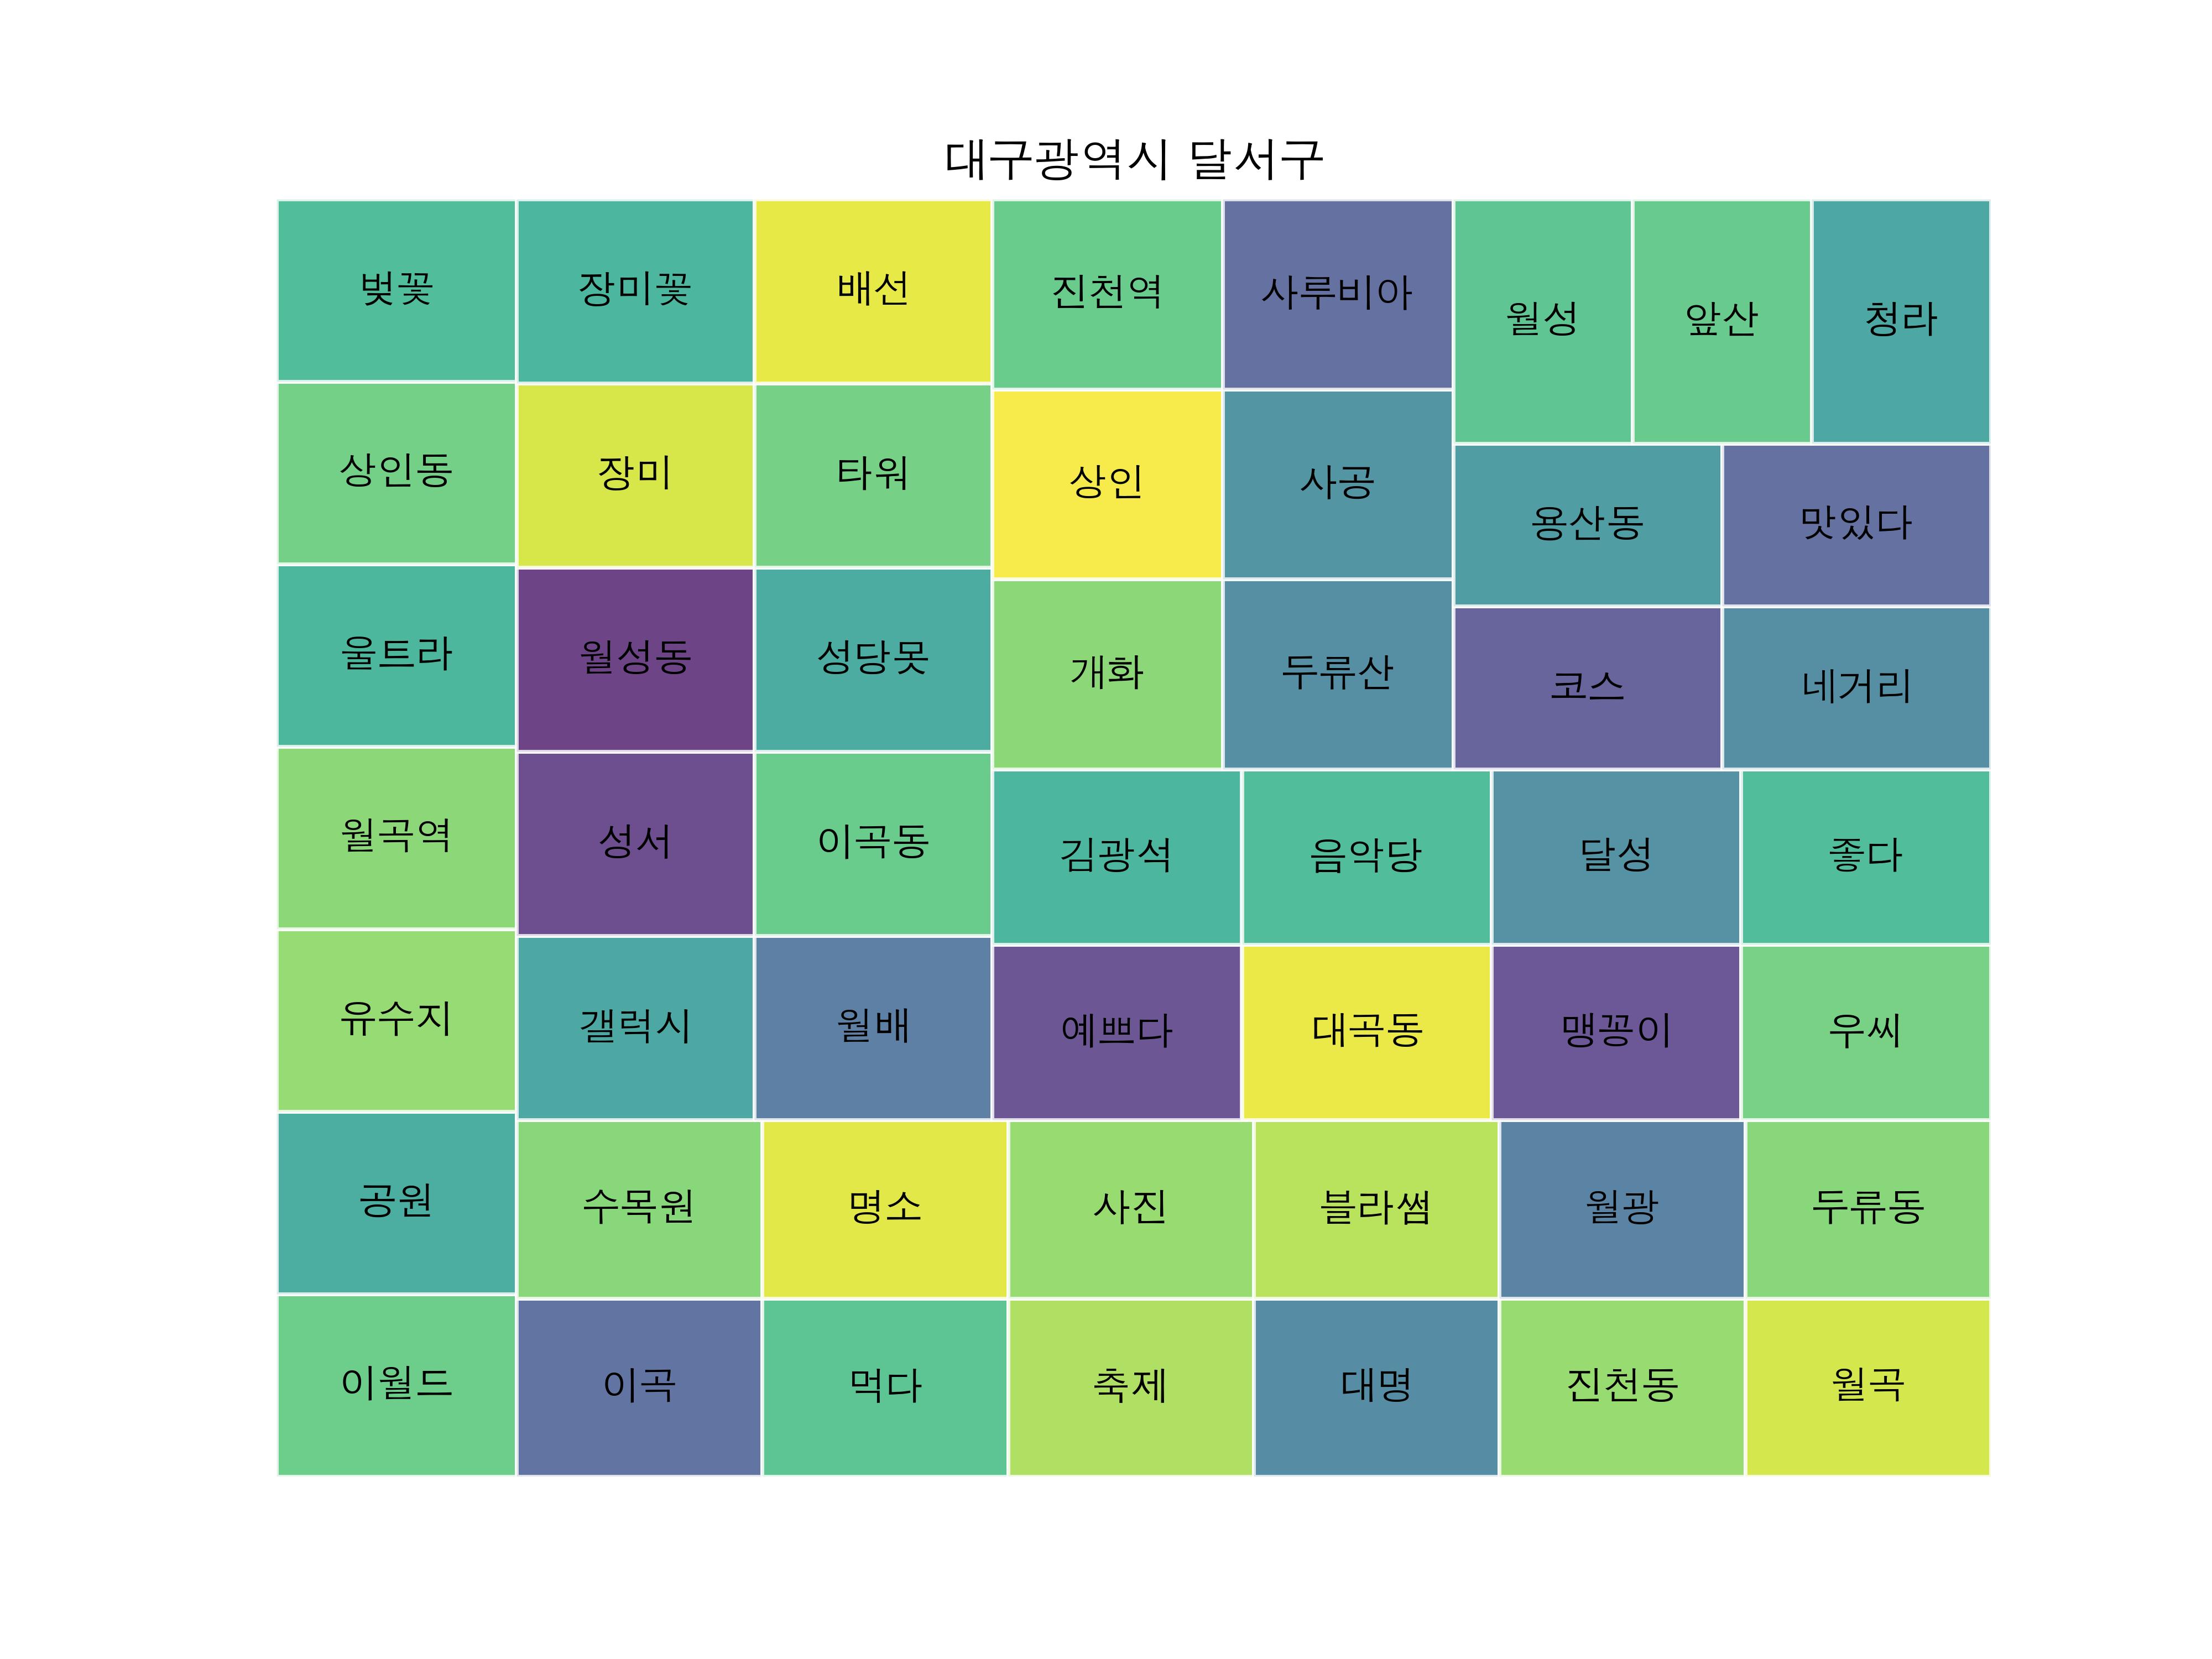 대구광역시 달서구
벚꽃 장미꽃 배선 진천역 사루비아 월성 앞산 청라
상인동 장미 타워 상인 사공 용산동 맛있다
울트라 월성동 성당못 개화 두류산 코스 네거리
월곡역 성서 이곡동 김광석 음악당 달성 좋다
유수지 갤럭시 월배 예쁘다 대곡동 맹꽁이 우씨
공원 수목원 명소 사진 블라썸 월광 두류동
이월드 이곡 먹다 축제 대명 진천동 월곡